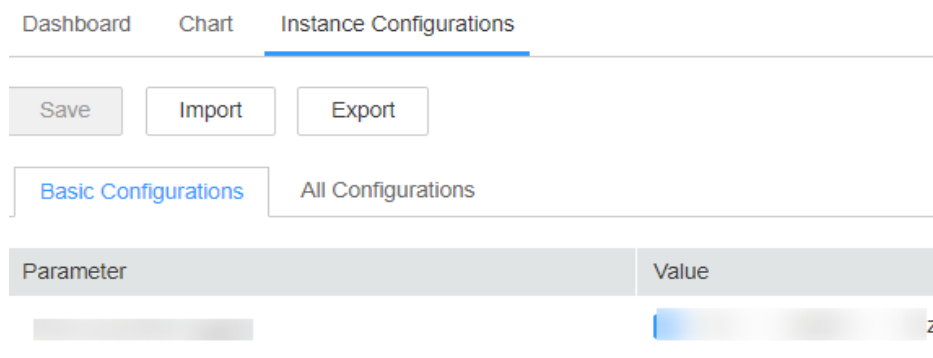 Dashboard Chart Instance Configurations
Save Import Export
Basic Configurations All Configurations
Parameter Value